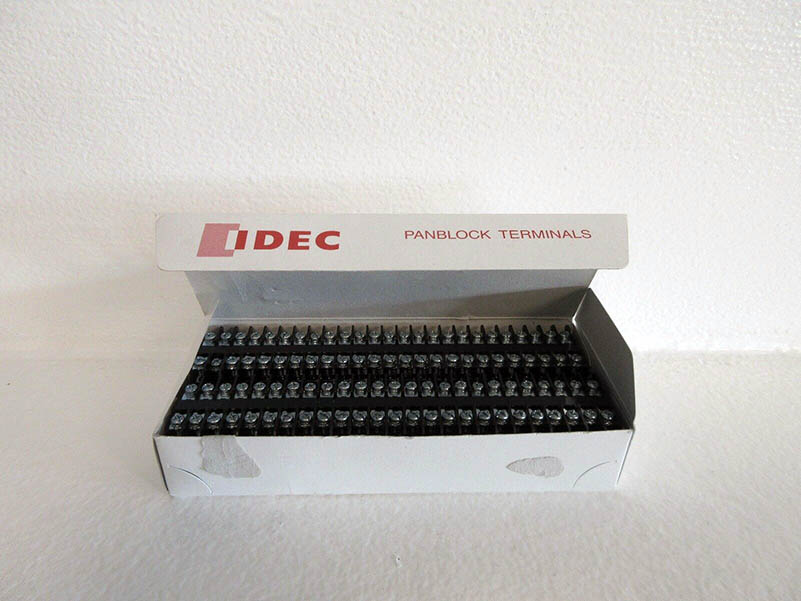 IDEC PANBLOCK TERMINALS